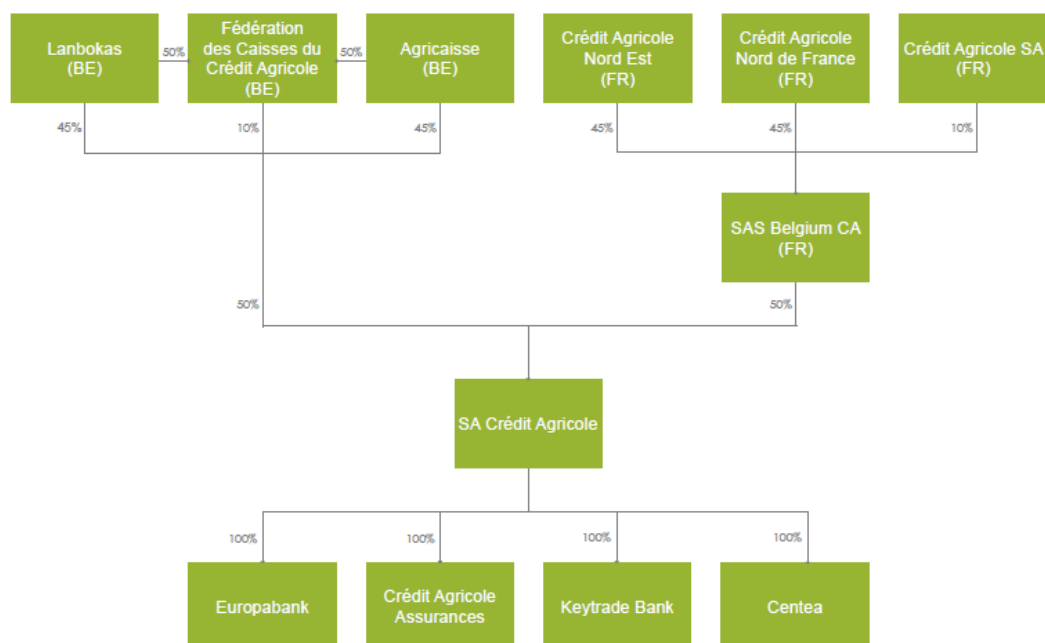 Lanbokas
(BE)
50%
Fédération
des Caisses du
Crédit Agricole
(BE)
50%
Agricaisse
(BE)
Crédit Agricole
Nord Est
(FR)
Crédit Agricole
Nord de France
(FR)
Crédit Agricole SA
(FR)
45%
10%
45%
45%
45%
10%
SAS Belgium CA
(FR)
50%
50%
SA Crédit Agricole
100%
100%
100%
100%
Europabank
Crédit Agricole
Assurances
Keytrade Bank
Centea